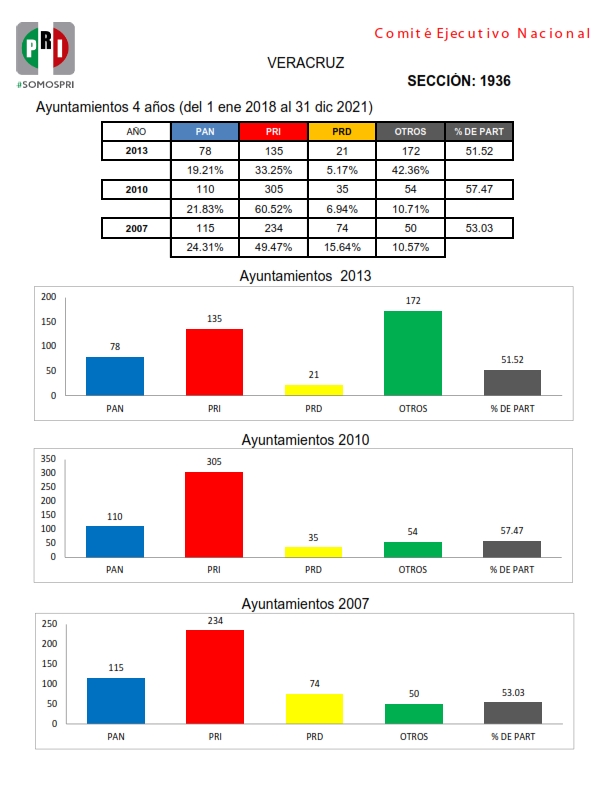 Comité Ejecutivo Nacional
PRI
#SOMOSPRI
VERACRUZ
SECCIÓN: 1936
Ayuntamientos 4 años (del 1 ene 2018 al 31 dic 2021)
AÑO PAN PRI PRD OTROS % DE PART
2013 78 135 21 172 51.52
19.21% 33.25% 5.17% 42.36%
2010 110 305 35 54 57.47
21.83% 60.52% 6.94% 10.71%
2007 115 234 74 50 53.03
24.31% 49.47% 15.64% 10.57%
Ayuntamientos 2013
200
150
100
50
0
78 135 21 172 51.52
PAN PRI PRD OTROS % DE PART
Ayuntamientos 2010
350
300
250
200
150
100
50
0
110 305 35 54 57.47
PAN PRI PRD OTROS % DE PART
Ayuntamientos 2007
250
200
150
100
50
0
115 234 74 50 53.03
PAN PRI PRD OTROS % DE PART